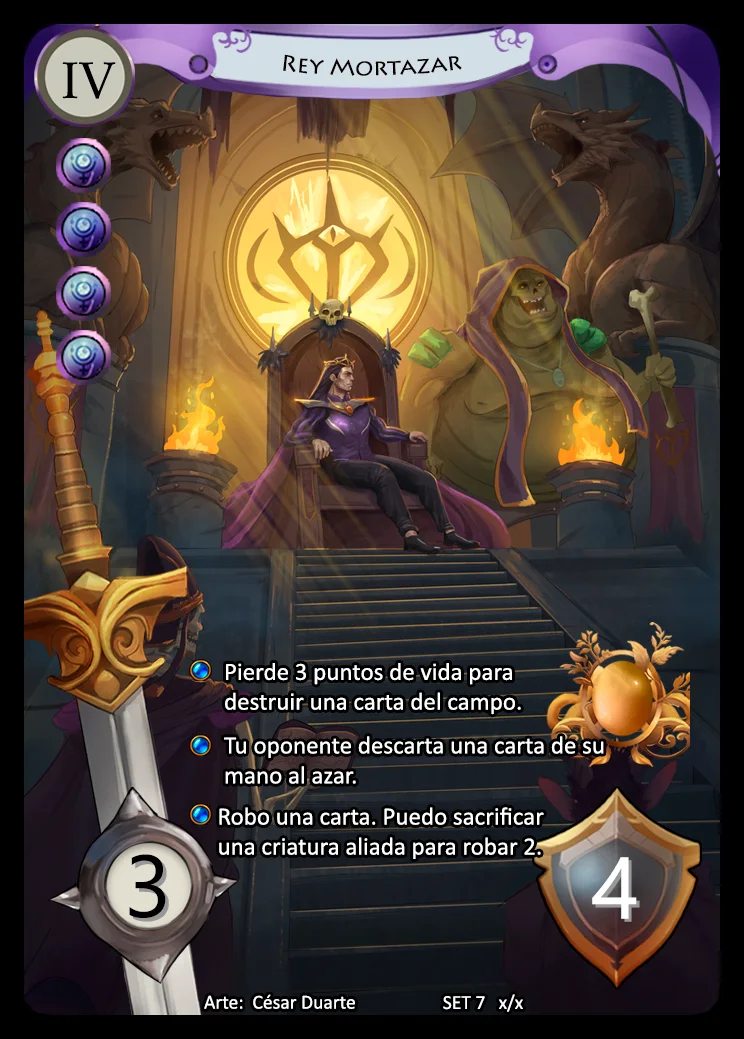 IV
REY MORTAZAR
Pierde 3 puntos de vida para
destruir una carta del campo.
Tu oponente descarta una carta de su
mano al azar.
Robo una carta. Puedo sacrificar
una criatura aliada para robar 2.
3
4
Arte: César Duarte SET 7 x/x